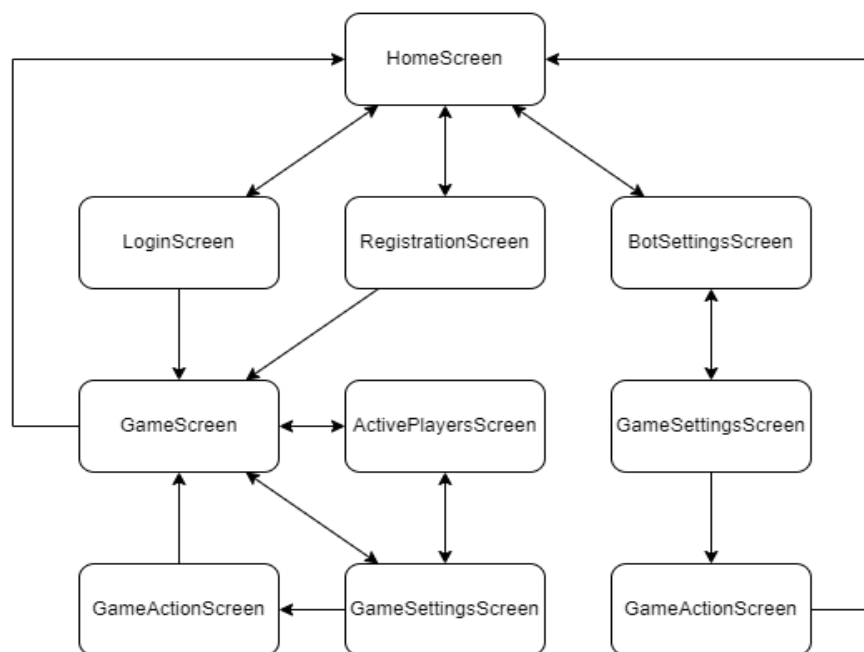 HomeScreen
LoginScreen
RegistrationScreen
BotSettingsScreen
GameScreen
ActivePlayersScreen
GameSettingsScreen
GameActionScreen
GameSettingsScreen
GameActionScreen